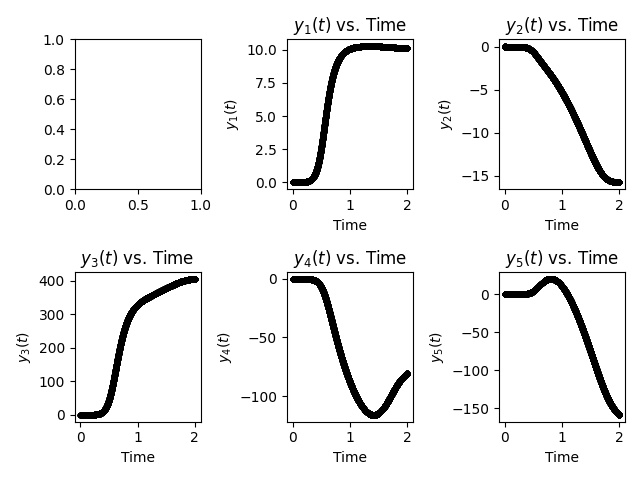 1.0
0.8
0.6
0.4
0.2
0.0
0.0 0.5 1.0
y₁(t) vs. Time
y₁(t)
10.0
7.5
5.0
2.5
0.0
0 1 2
Time
y₂(t) vs. Time
y₂(t)
0
−5
−10
−15
0 1 2
Time
y₃(t) vs. Time
y₃(t)
400
300
200
100
0
0 1 2
Time
y₄(t) vs. Time
y₄(t)
0
−50
−100
0 1 2
Time
y₅(t) vs. Time
y₅(t)
0
−50
−100
−150
0 1 2
Time